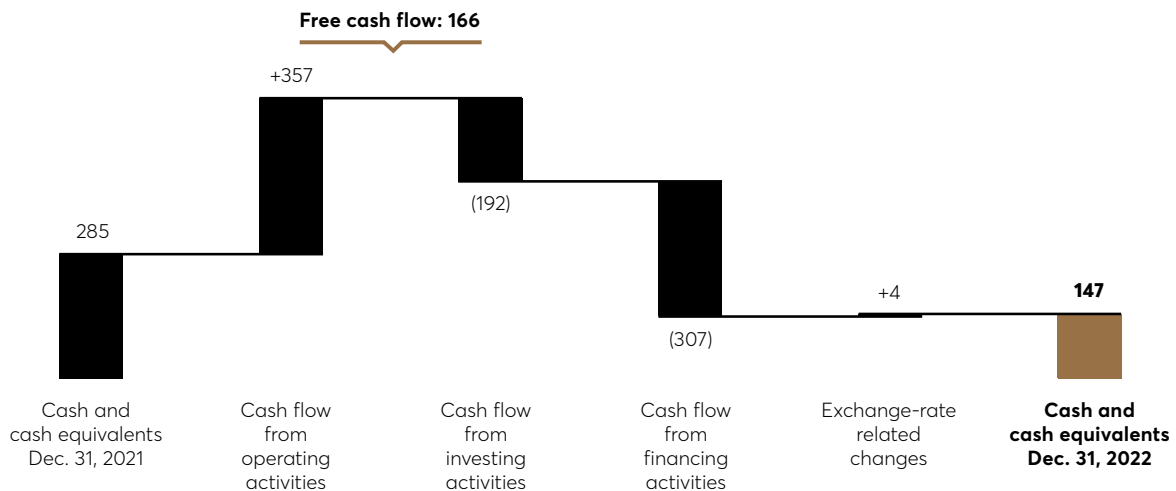 Free cash flow: 166
+357
285
(192)
(307)
+4
147
Cash and
cash equivalents
Dec. 31, 2021
Cash flow
from
operating
activities
Cash flow
from
investing
activities
Cash flow
from
financing
activities
Exchange-rate
related
changes
Cash and
cash equivalents
Dec. 31, 2022